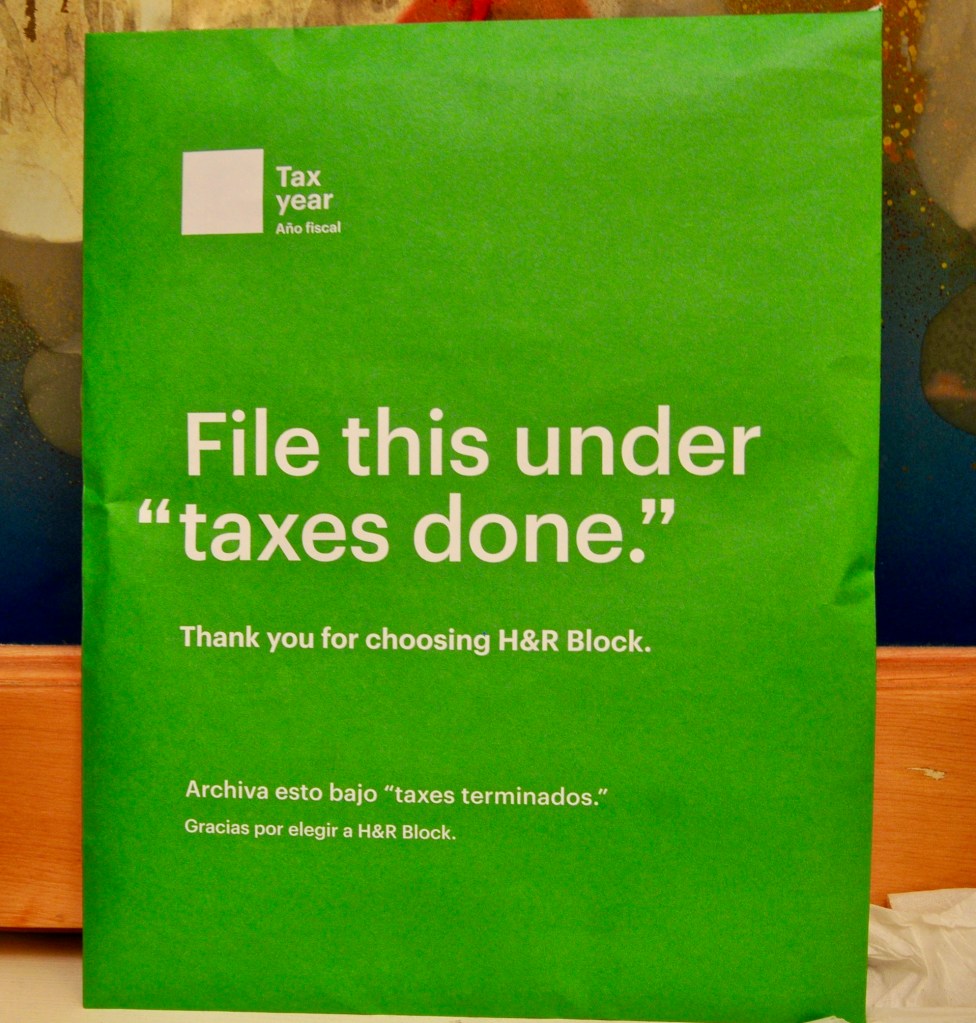 Tax
year
Año fiscal
File this under
“taxes done.”
Thank you for choosing H&R Block.
Archiva esto bajo “taxes terminados.”
Gracias por elegir a H&R Block.